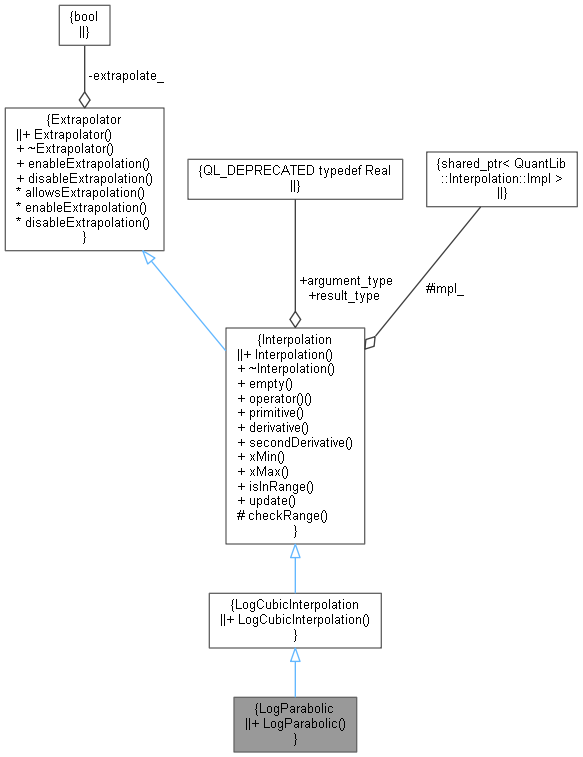 {bool
||}
-extrapolate_
{Extrapolator
||+ Extrapolator()
+ ~Extrapolator()
+ enableExtrapolation()
+ disableExtrapolation()
* allowsExtrapolation()
* enableExtrapolation()
* disableExtrapolation()
}
{QL_DEPRECATED typedef Real
||}
{shared_ptr< QuantLib
::Interpolation::Impl >
||}
+argument_type
+result_type
#impl_
{Interpolation
||+ Interpolation()
+ ~Interpolation()
+ empty()
+ operator()()
+ primitive()
+ derivative()
+ secondDerivative()
+ xMin()
+ xMax()
+ isInRange()
+ update()
# checkRange()
}
{LogCubicInterpolation
||+ LogCubicInterpolation()
}
{LogParabolic
||+ LogParabolic()
}